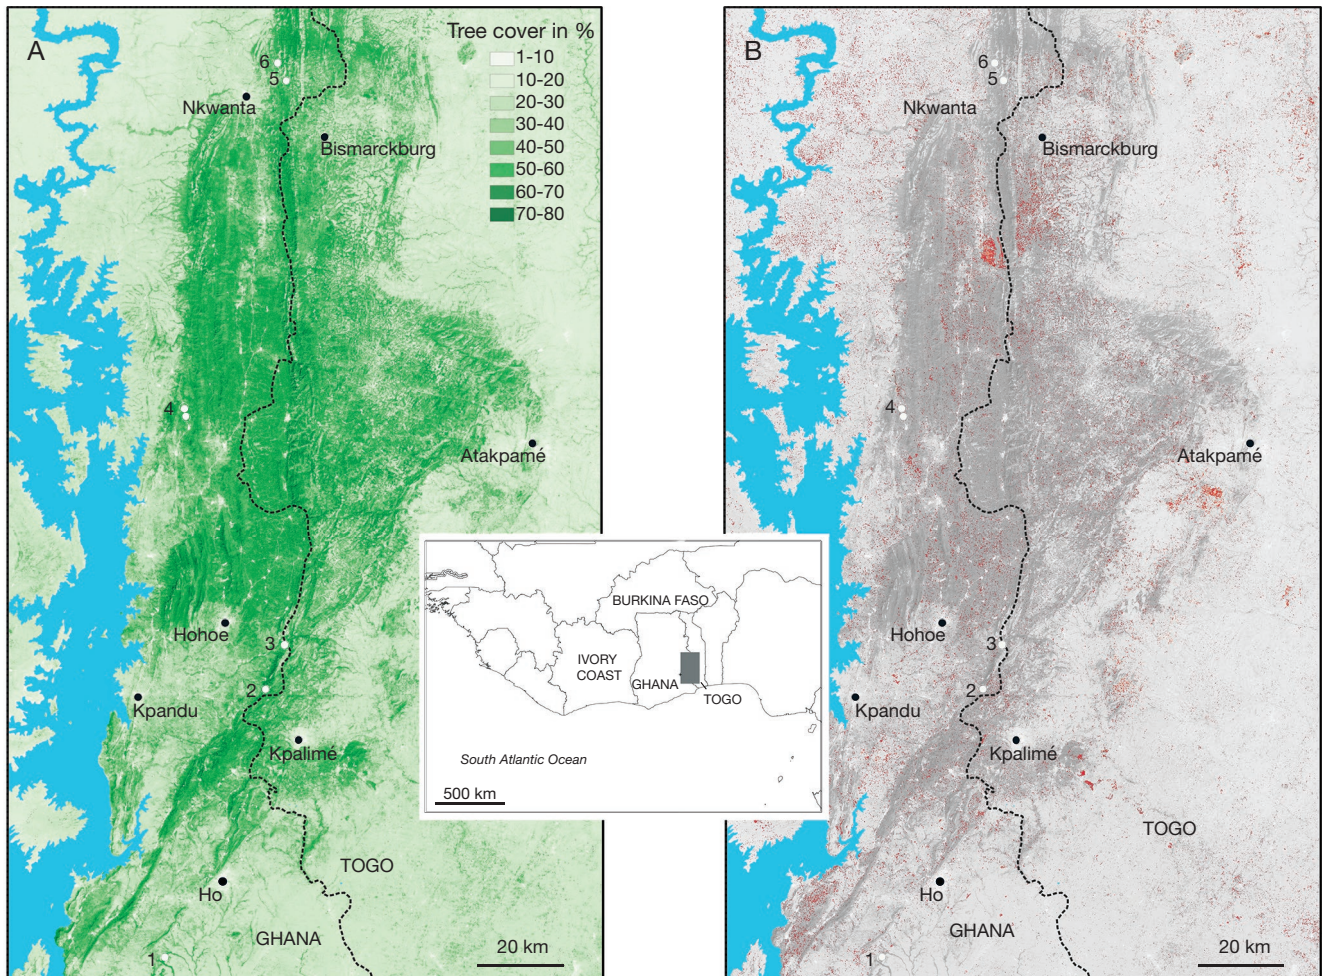 A
Tree cover in %
1-10
10-20
20-30
30-40
40-50
50-60
60-70
70-80
6
5
Nkwanta
Bismarckburg
4
Atakpamé
Hohoe
3
2
Kpandu
Kpalimé
TOGO
Ho
GHANA
1
20 km
BURKINA FASO
IVORY
COAST
GHANA
TOGO
South Atlantic Ocean
500 km
B
6
5
Nkwanta
Bismarckburg
4
Atakpamé
Hohoe
3
2
Kpandu
Kpalimé
TOGO
Ho
GHANA
1
20 km